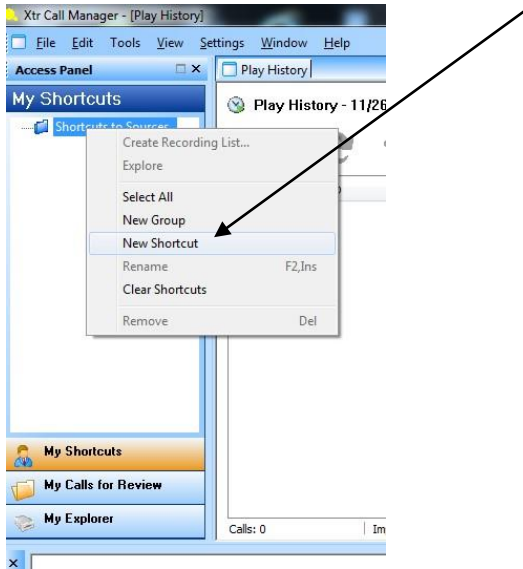 Xtr Call Manager - [Play History]
File Edit Tools View Settings Window Help
Access Panel
Play History
My Shortcuts
Play History - 11/26
Shortcuts to Sources
Create Recording List...
Explore
Select All
New Group
New Shortcut
Rename F2,Ins
Clear Shortcuts
Remove Del
My Shortcuts
My Calls for Review
My Explorer
Calls: 0 Im